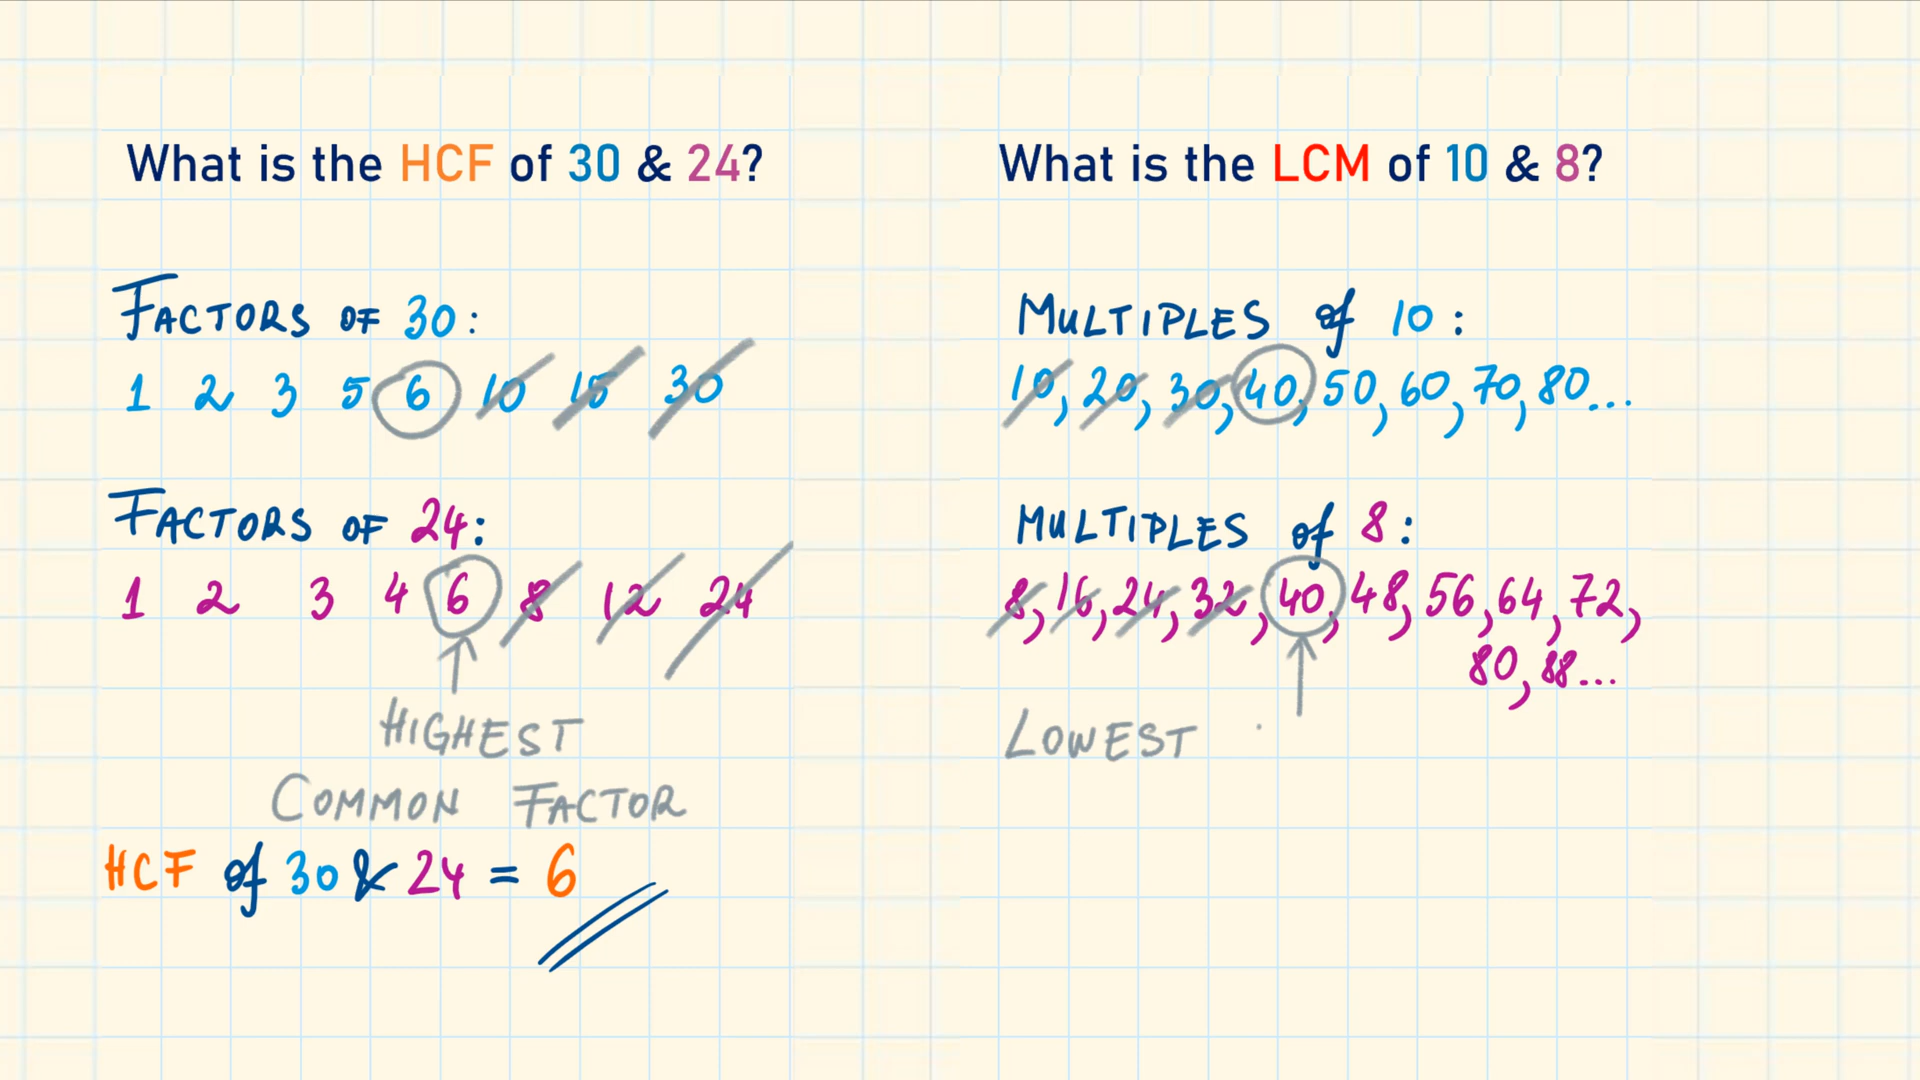 What is the HCF of 30 & 24?
FACTORS OF 30:
1 2 3 5 6 10 15 30
FACTORS OF 24:
1 2 3 4 6 8 12 24
HIGHEST
COMMON FACTOR
HCF of 30 & 24 = 6
What is the LCM of 10 & 8?
MULTIPLES of 10:
10, 20, 30, 40, 50, 60, 70, 80...
MULTIPLES of 8:
8, 16, 24, 32, 40, 48, 56, 64, 72,
80, 88...
LOWEST